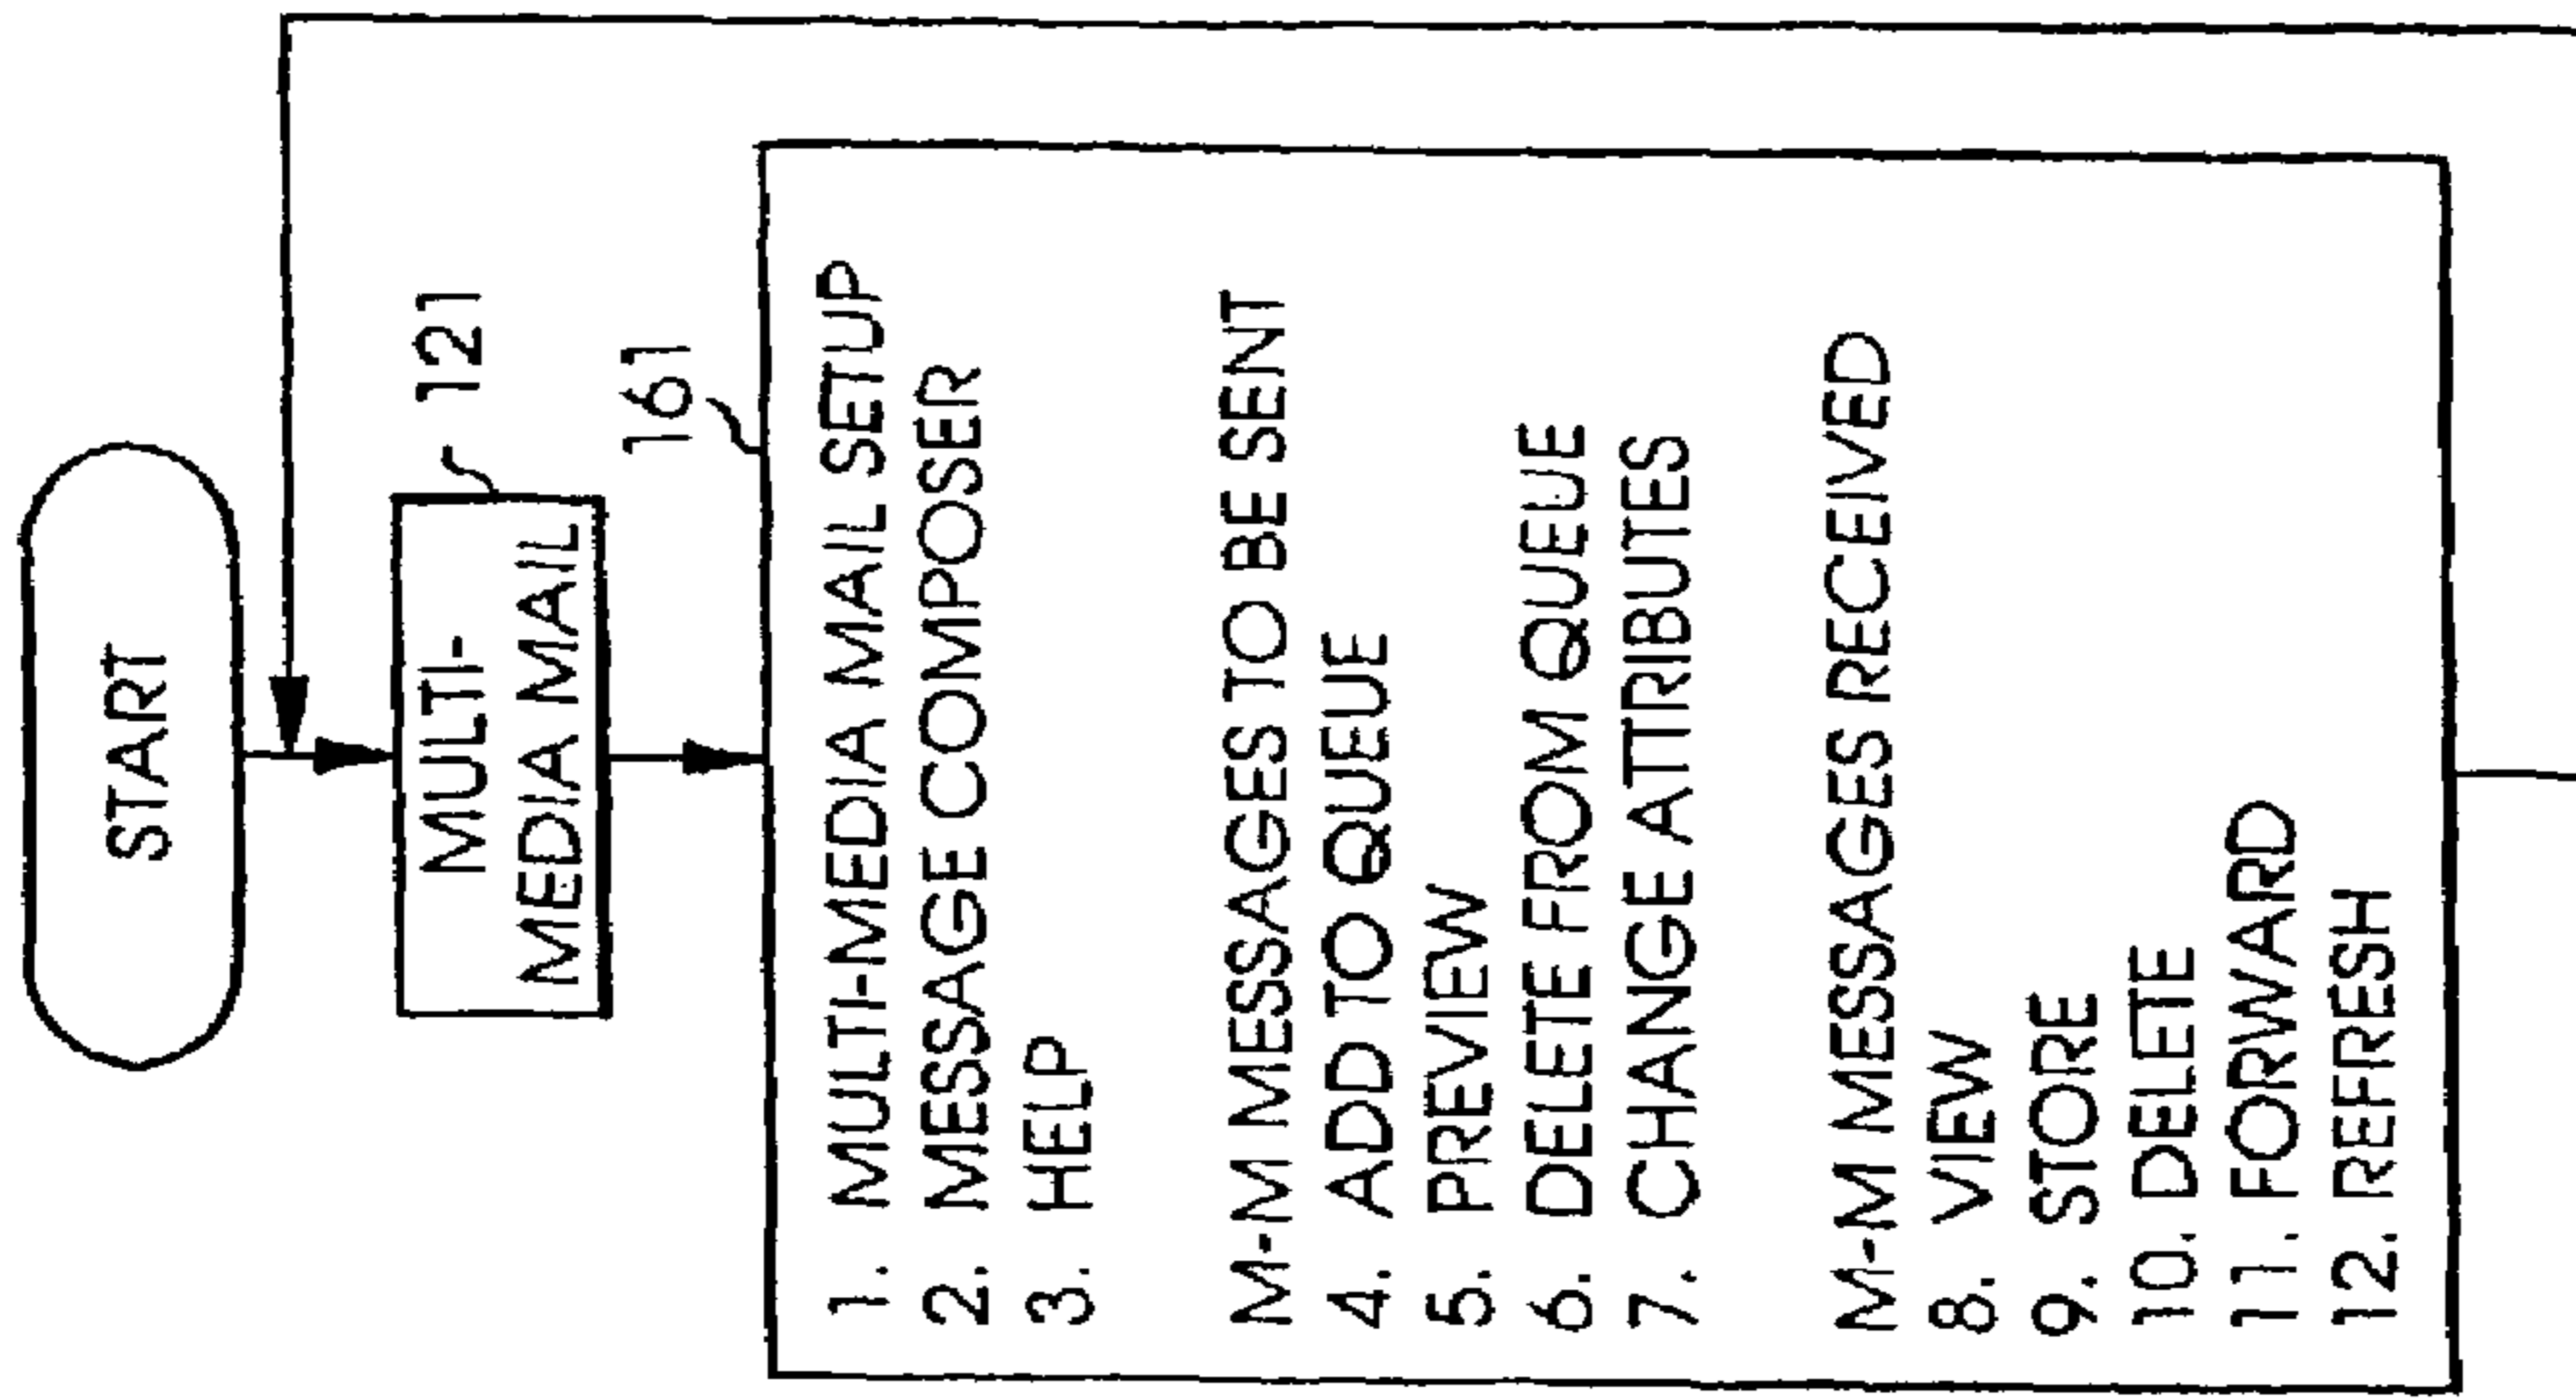 START
MULTI-
MEDIA MAIL
121
161
1. MULTI-MEDIA MAIL SETUP
2. MESSAGE COMPOSER
3. HELP
M-M MESSAGES TO BE SENT
4. ADD TO QUEUE
5. PREVIEW
6. DELETE FROM QUEUE
7. CHANGE ATTRIBUTES
M-M MESSAGES RECEIVED
8. VIEW
9. STORE
10. DELETE
11. FORWARD
12. REFRESH